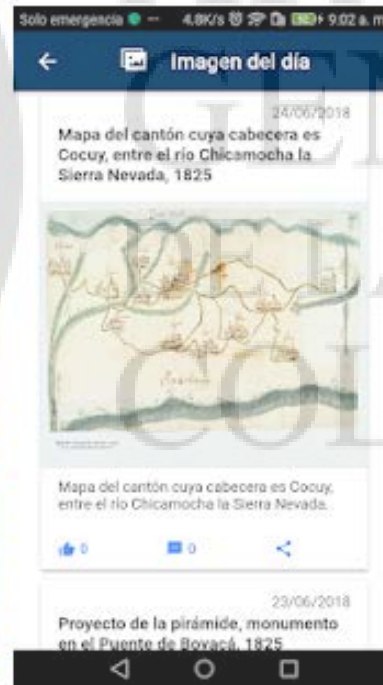 Solo emergencia 4.8K/s 9:02 a. m
Imagen del día
24/06/2018
Mapa del cantón cuya cabecera es
Cocuy, entre el río Chicamocha la
Sierra Nevada, 1825
Mapa del cantón cuya cabecera es Cocuy,
entre el río Chicamocha la Sierra Nevada.
0 0
23/06/2018
Proyecto de la pirámide, monumento
en el Puente de Boyacá, 1825